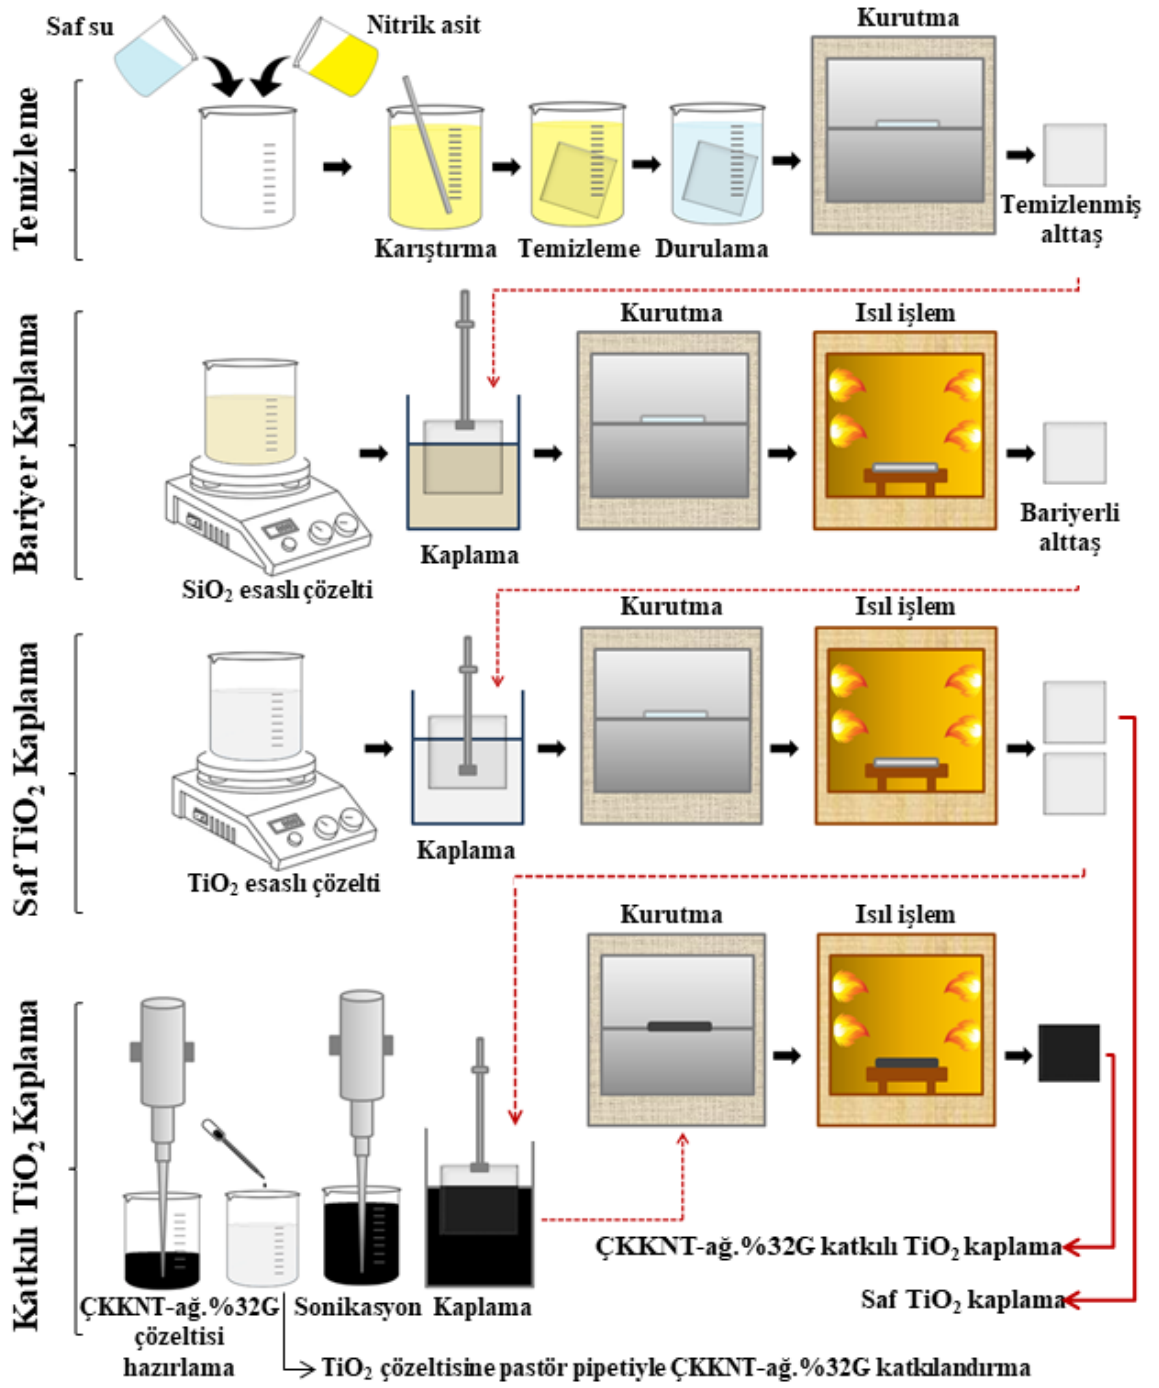 Saf su
Nitrik asit
Kurutma
Temizleme
Karıştırma
Temizleme
Durulama
Temizlenmiş
alttaş
Bariyer Kaplama
Kurutma
Isıl işlem
SiO₂ esaslı çözelti
Kaplama
Bariyerli
alttaş
Saf TiO₂ Kaplama
Kurutma
Isıl işlem
TiO₂ esaslı çözelti
Kaplama
Katkılı TiO₂ Kaplama
Kurutma
Isıl işlem
ÇKKNT-ağ.%32G katkılı TiO₂ kaplama
Saf TiO₂ kaplama
ÇKKNT-ağ.%32G
çözeltisi
hazırlama
Sonikasyon
Kaplama
TiO₂ çözeltisine pastör pipetiyle ÇKKNT-ağ.%32G katkılandırma